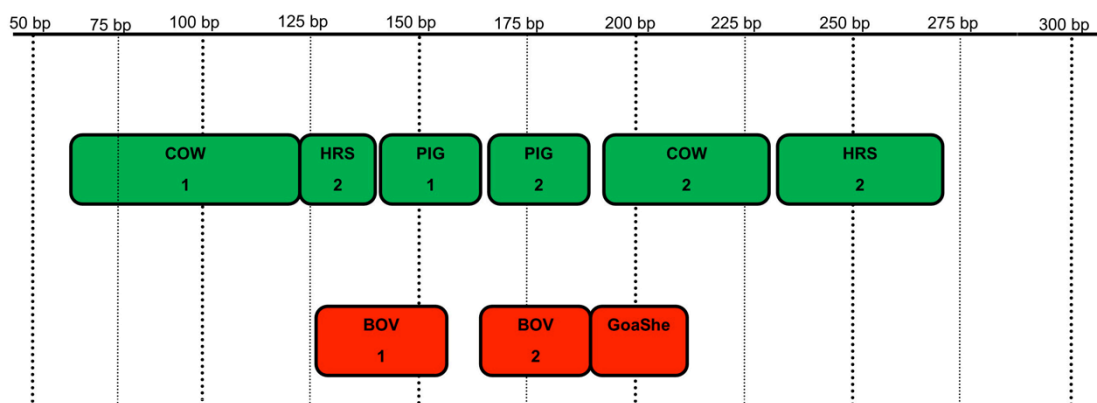 50 bp 75 bp 100 bp 125 bp 150 bp 175 bp 200 bp 225 bp 250 bp 275 bp 300 bp
COW HRS PIG PIG COW HRS
1 2 1 2 2 2
BOV BOV GoaShe
1 2